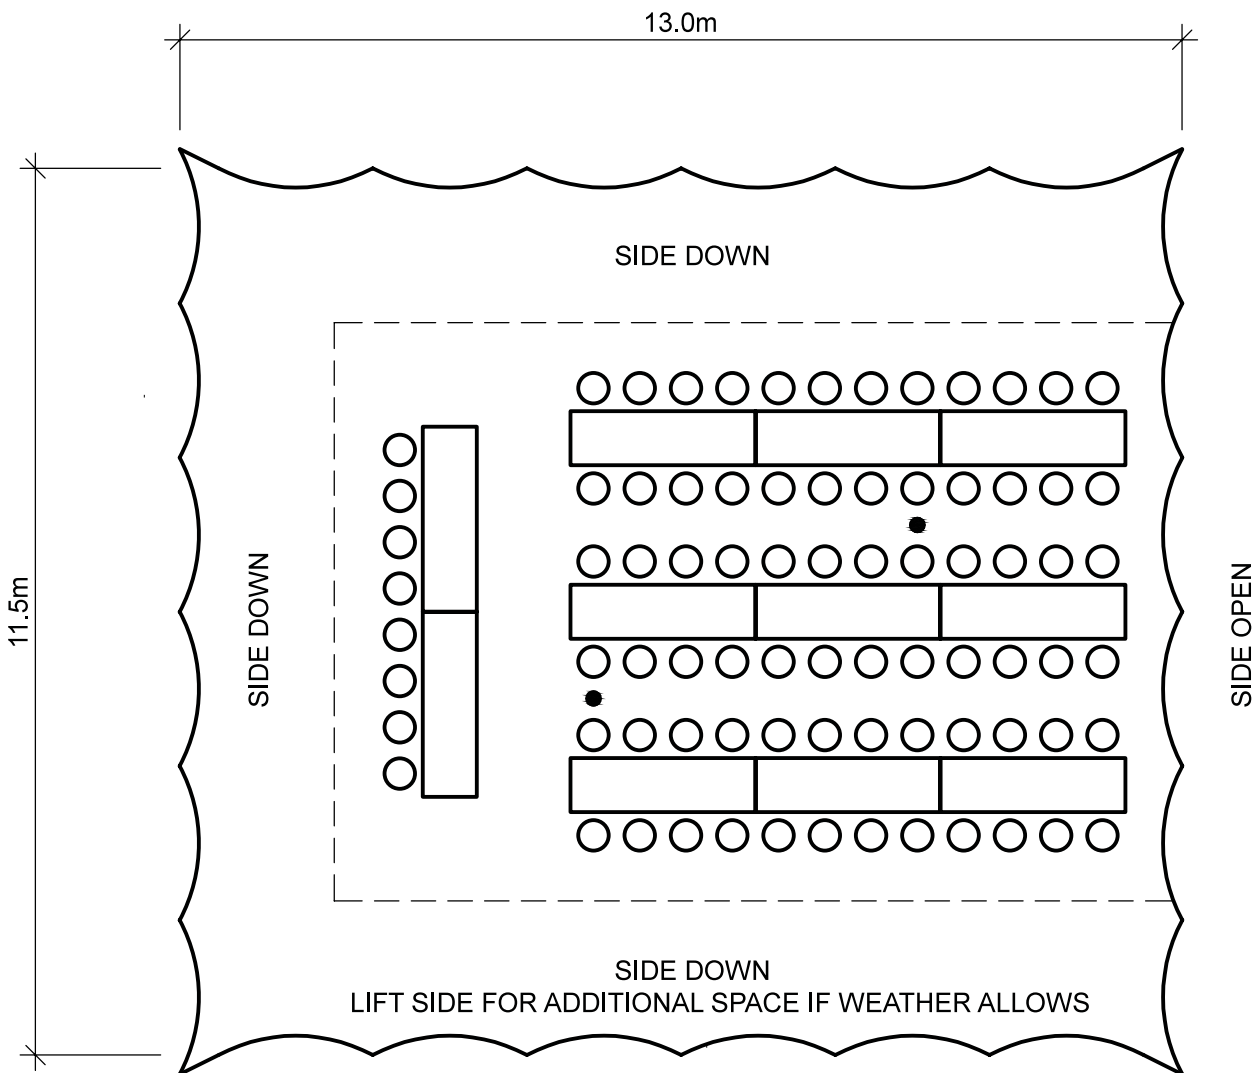 13.0m
SIDE DOWN
11.5m
SIDE DOWN
SIDE OPEN
SIDE DOWN
LIFT SIDE FOR ADDITIONAL SPACE IF WEATHER ALLOWS